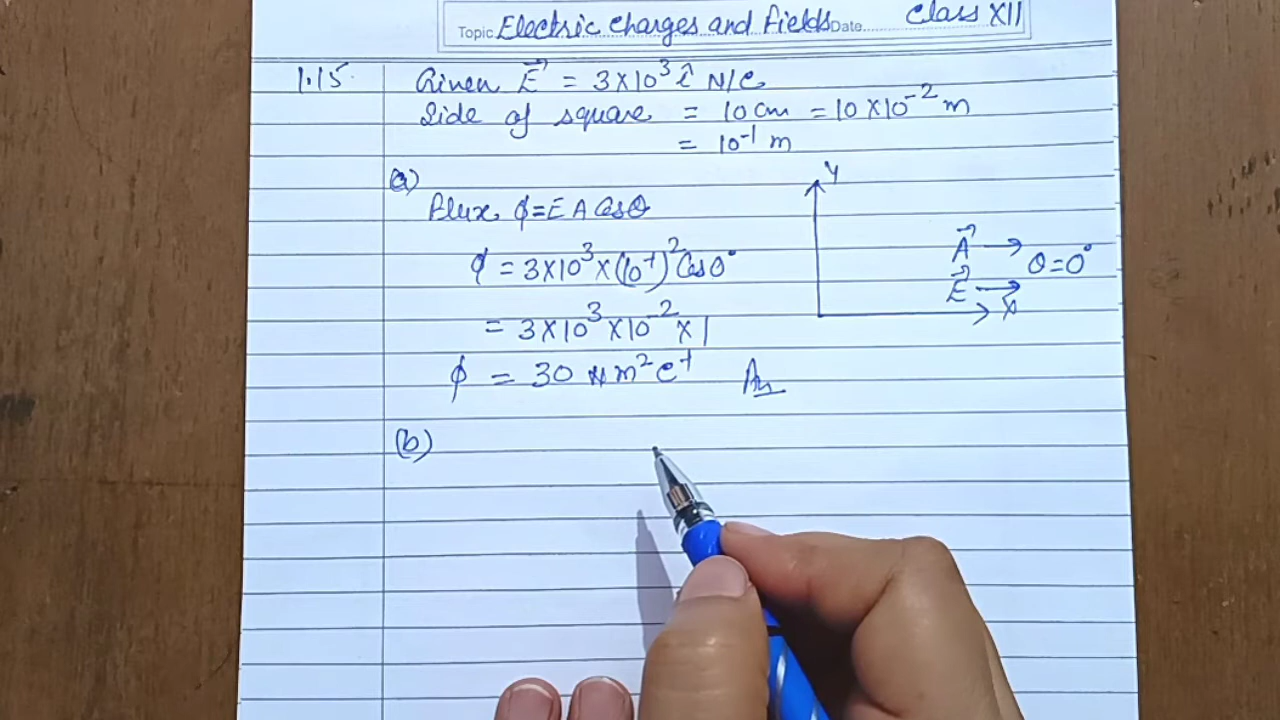 Topic Electric Charges and Fields Date Class XII
1.15. Given E⃗ = 3×10³ î N/C
Side of square = 10 cm = 10×10⁻² m
= 10⁻¹ m
(a)
Flux ϕ = EA Cosθ
ϕ = 3×10³×(10⁻¹)² Cos0°
= 3×10³×10⁻²×1
ϕ = 30 Nm²C⁻¹ Ans
Y
A⃗ → θ=0°
E⃗ →
X
(b)